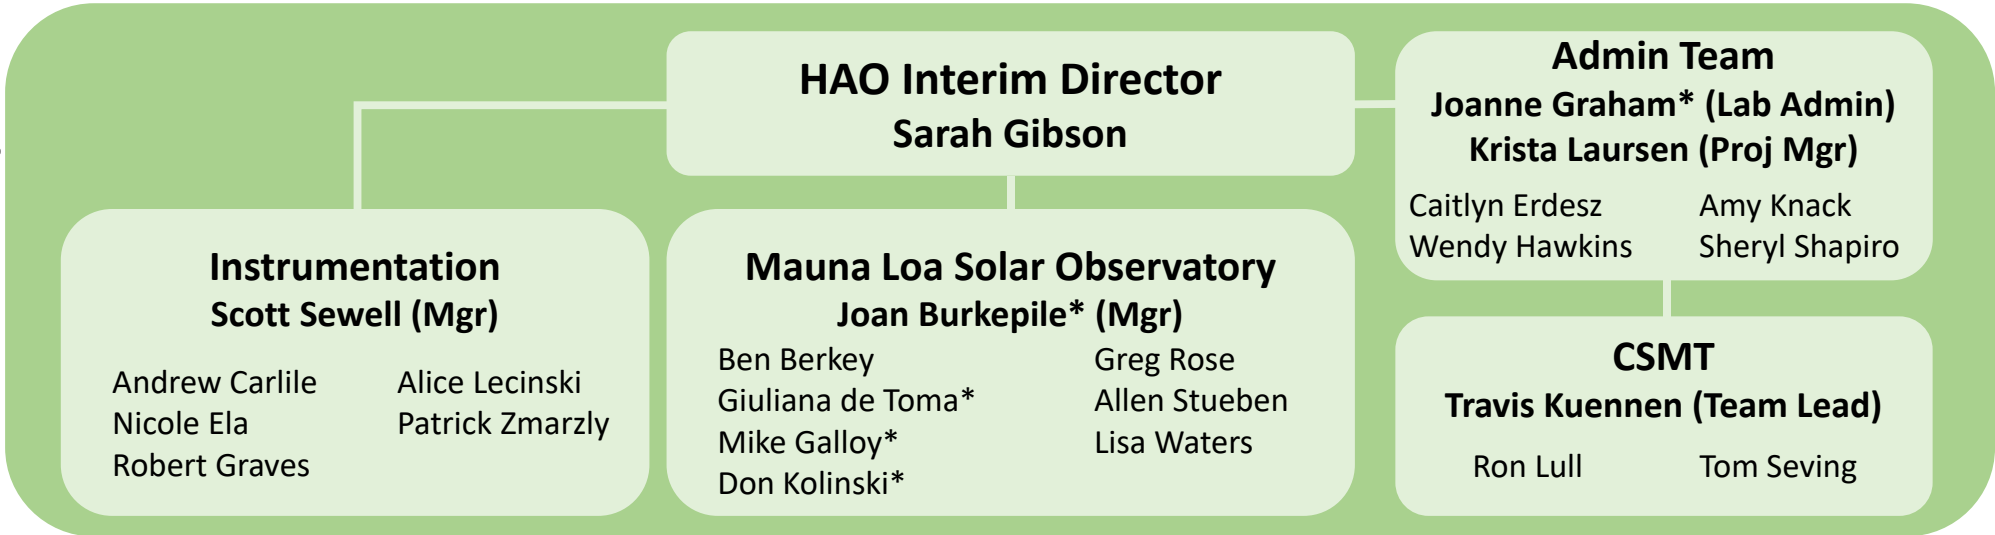 HAO Interim Director
Sarah Gibson
Admin Team
Joanne Graham* (Lab Admin)
Krista Laursen (Proj Mgr)
Caitlyn Erdesz
Amy Knack
Wendy Hawkins
Sheryl Shapiro
Instrumentation
Scott Sewell (Mgr)
Andrew Carlile
Alice Lecinski
Nicole Ela
Patrick Zmarzly
Robert Graves
Mauna Loa Solar Observatory
Joan Burkepile* (Mgr)
Ben Berkey
Greg Rose
Giuliana de Toma*
Allen Stueben
Mike Galloy*
Lisa Waters
Don Kolinski*
CSMT
Travis Kuennen (Team Lead)
Ron Lull
Tom Seving